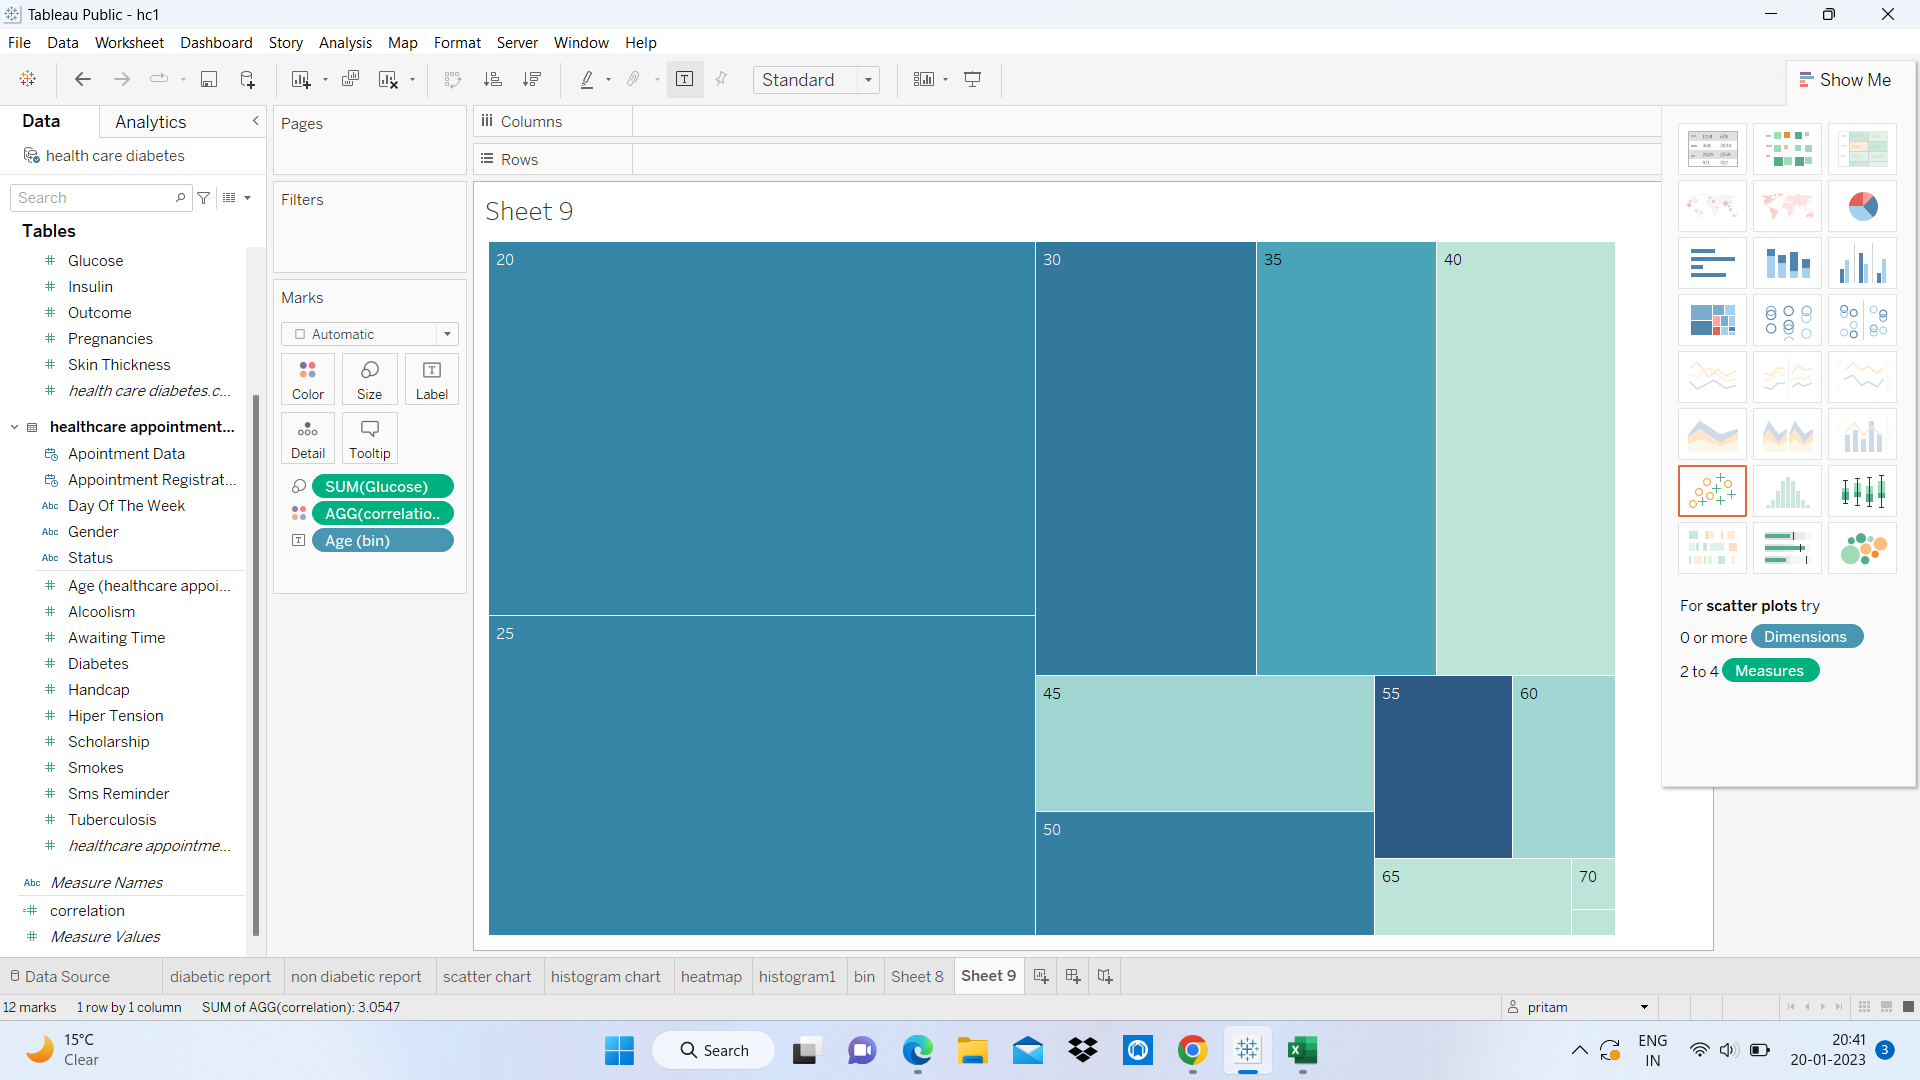 Tableau Public - hc1
File Data Worksheet Dashboard Story Analysis Map Format Server Window Help
Standard
Show Me
Data Analytics
health care diabetes
Search
Tables
Glucose
Insulin
Outcome
Pregnancies
Skin Thickness
health care diabetes.c...
healthcare appointment...
Apointment Data
Appointment Registrat...
Abc Day Of The Week
Abc Gender
Abc Status
Age (healthcare appoi...
Alcoolism
Awaiting Time
Diabetes
Handcap
Hiper Tension
Scholarship
Smokes
Sms Reminder
Tuberculosis
healthcare appointme...
Abc Measure Names
correlation
Measure Values
Pages
Filters
Marks
Automatic
Color Size Label
Detail Tooltip
SUM(Glucose)
AGG(correlatio..
Age (bin)
Columns
Rows
Sheet 9
20
30
35
40
25
45
55
60
50
65
70
For scatter plots try
0 or more Dimensions
2 to 4 Measures
Data Source diabetic report non diabetic report scatter chart histogram chart heatmap histogram1 bin Sheet 8 Sheet 9
12 marks 1 row by 1 column SUM of AGG(correlation): 3.0547
pritam
15°C
Clear
Search
ENG
IN
20:41
20-01-2023
3